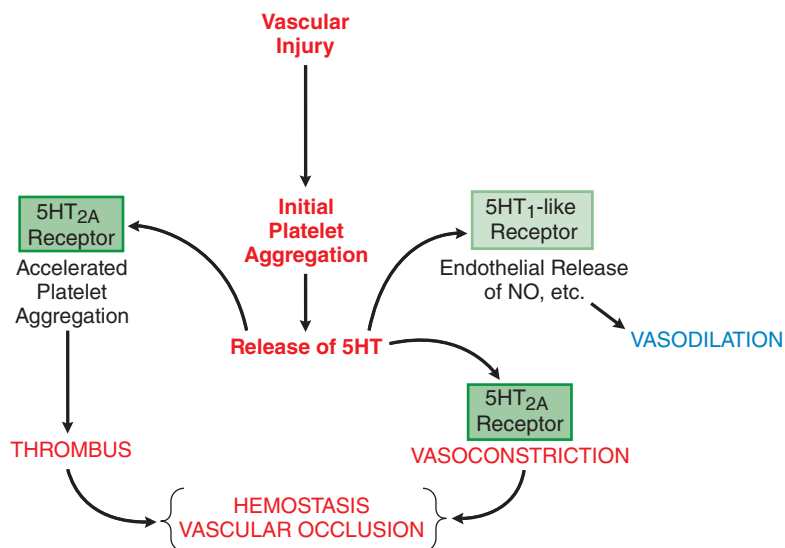 Vascular
Injury
5HT2A
Receptor
Accelerated
Platelet
Aggregation
Initial
Platelet
Aggregation
5HT1-like
Receptor
Endothelial Release
of NO, etc.
Release of 5HT
VASODILATION
5HT2A
Receptor
THROMBUS
VASOCONSTRICTION
HEMOSTASIS
VASCULAR OCCLUSION